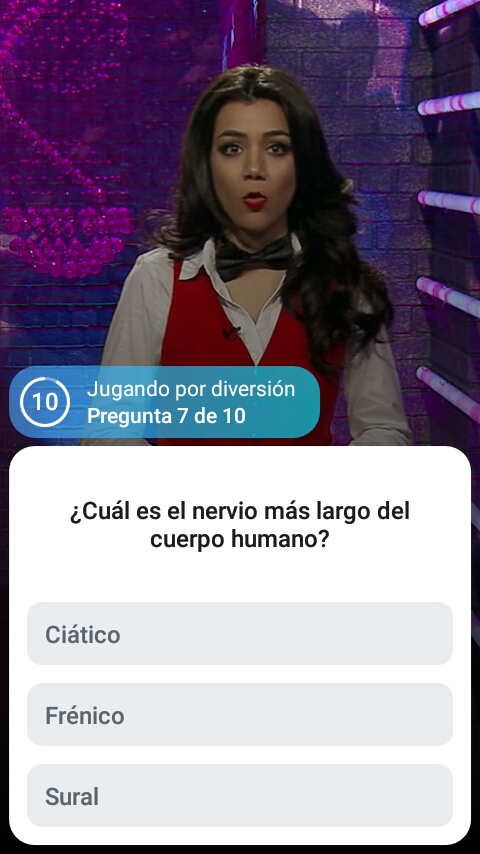 10
Jugando por diversión
Pregunta 7 de 10
¿Cuál es el nervio más largo del
cuerpo humano?
Ciático
Frénico
Sural